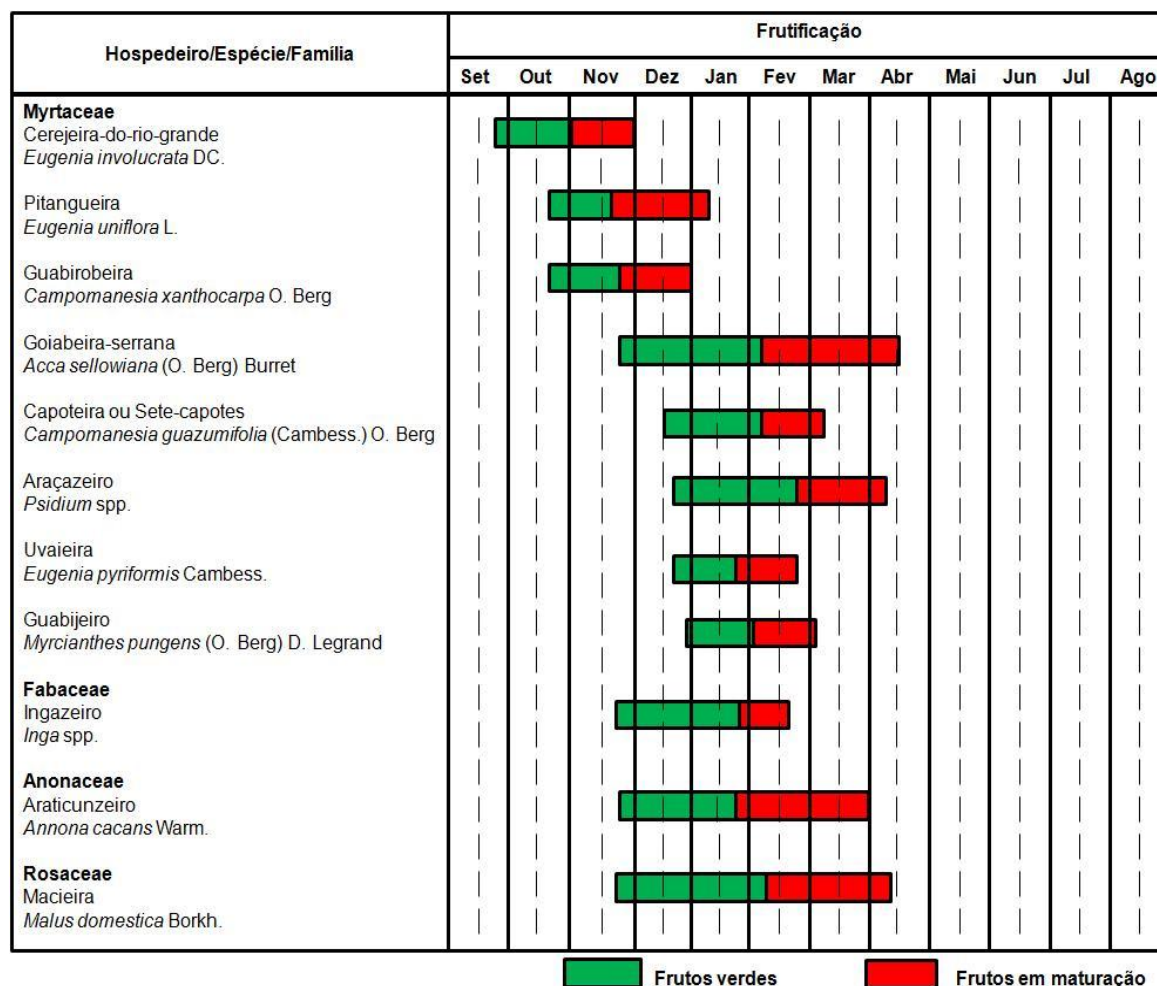 Hospedeiro/Espécie/Família
Frutificação
Set Out Nov Dez Jan Fev Mar Abr Mai Jun Jul Ago
Myrtaceae
Cerejeira-do-rio-grande
Eugenia involucrata DC.
Pitangueira
Eugenia uniflora L.
Guabirobeira
Campomanesia xanthocarpa O. Berg
Goiabeira-serrana
Acca sellowiana (O. Berg) Burret
Capoteira ou Sete-capotes
Campomanesia guazumifolia (Cambess.) O. Berg
Araçazeiro
Psidium spp.
Uvaieira
Eugenia pyriformis Cambess.
Guabijeiro
Myrcianthes pungens (O. Berg) D. Legrand
Fabaceae
Ingazeiro
Inga spp.
Anonaceae
Araticunzeiro
Annona cacans Warm.
Rosaceae
Macieira
Malus domestica Borkh.
Frutos verdes Frutos em maturação